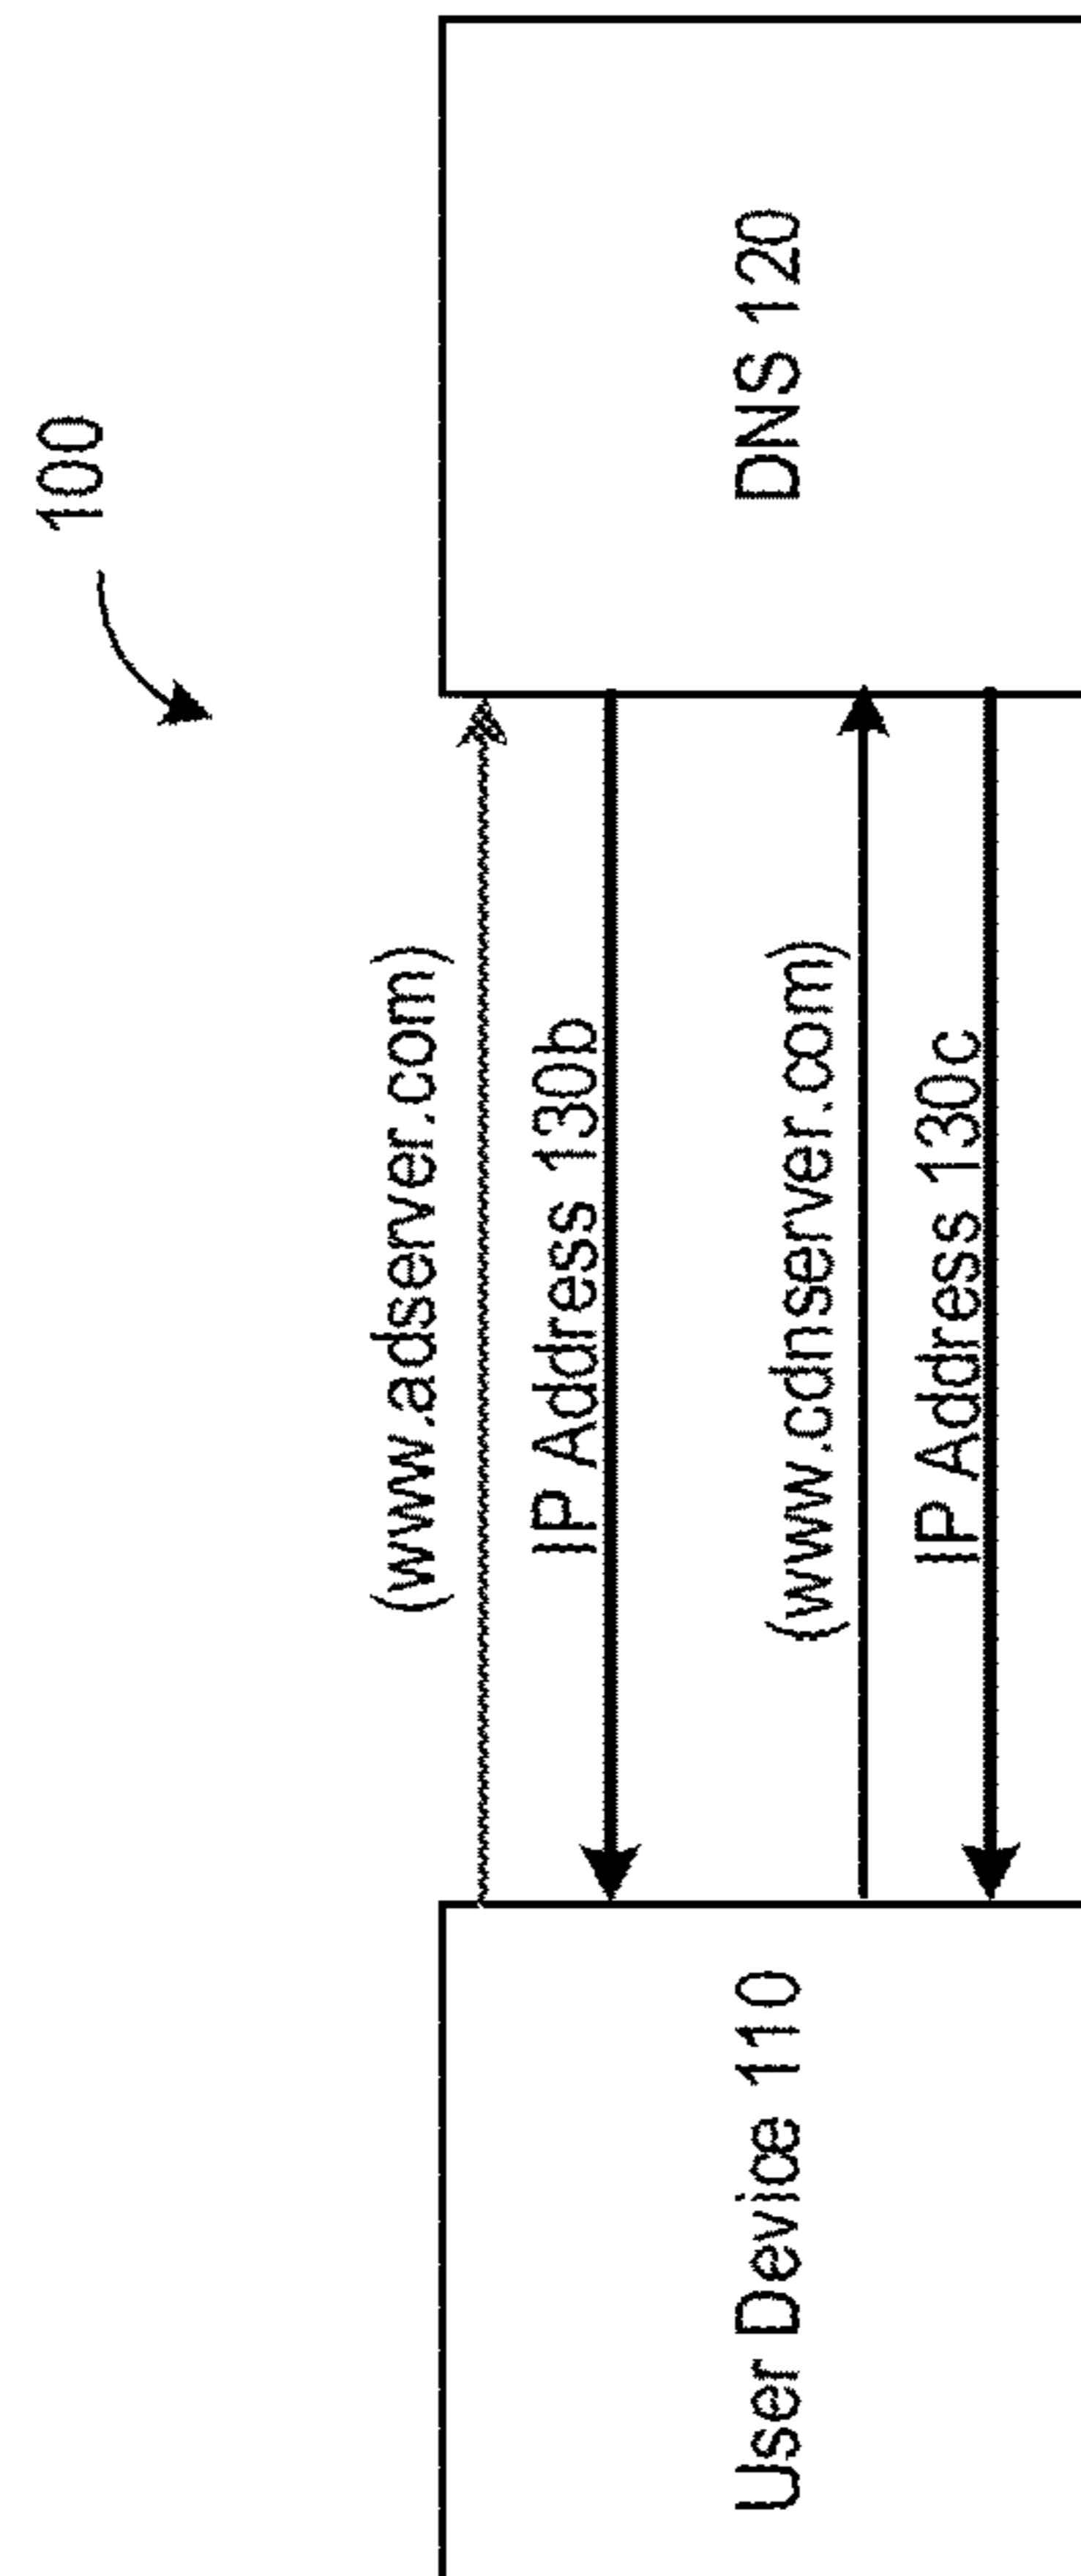 100
(www.adserver.com)
IP Address 130b
User Device 110
DNS 120
(www.cdnserver.com)
IP Address 130c